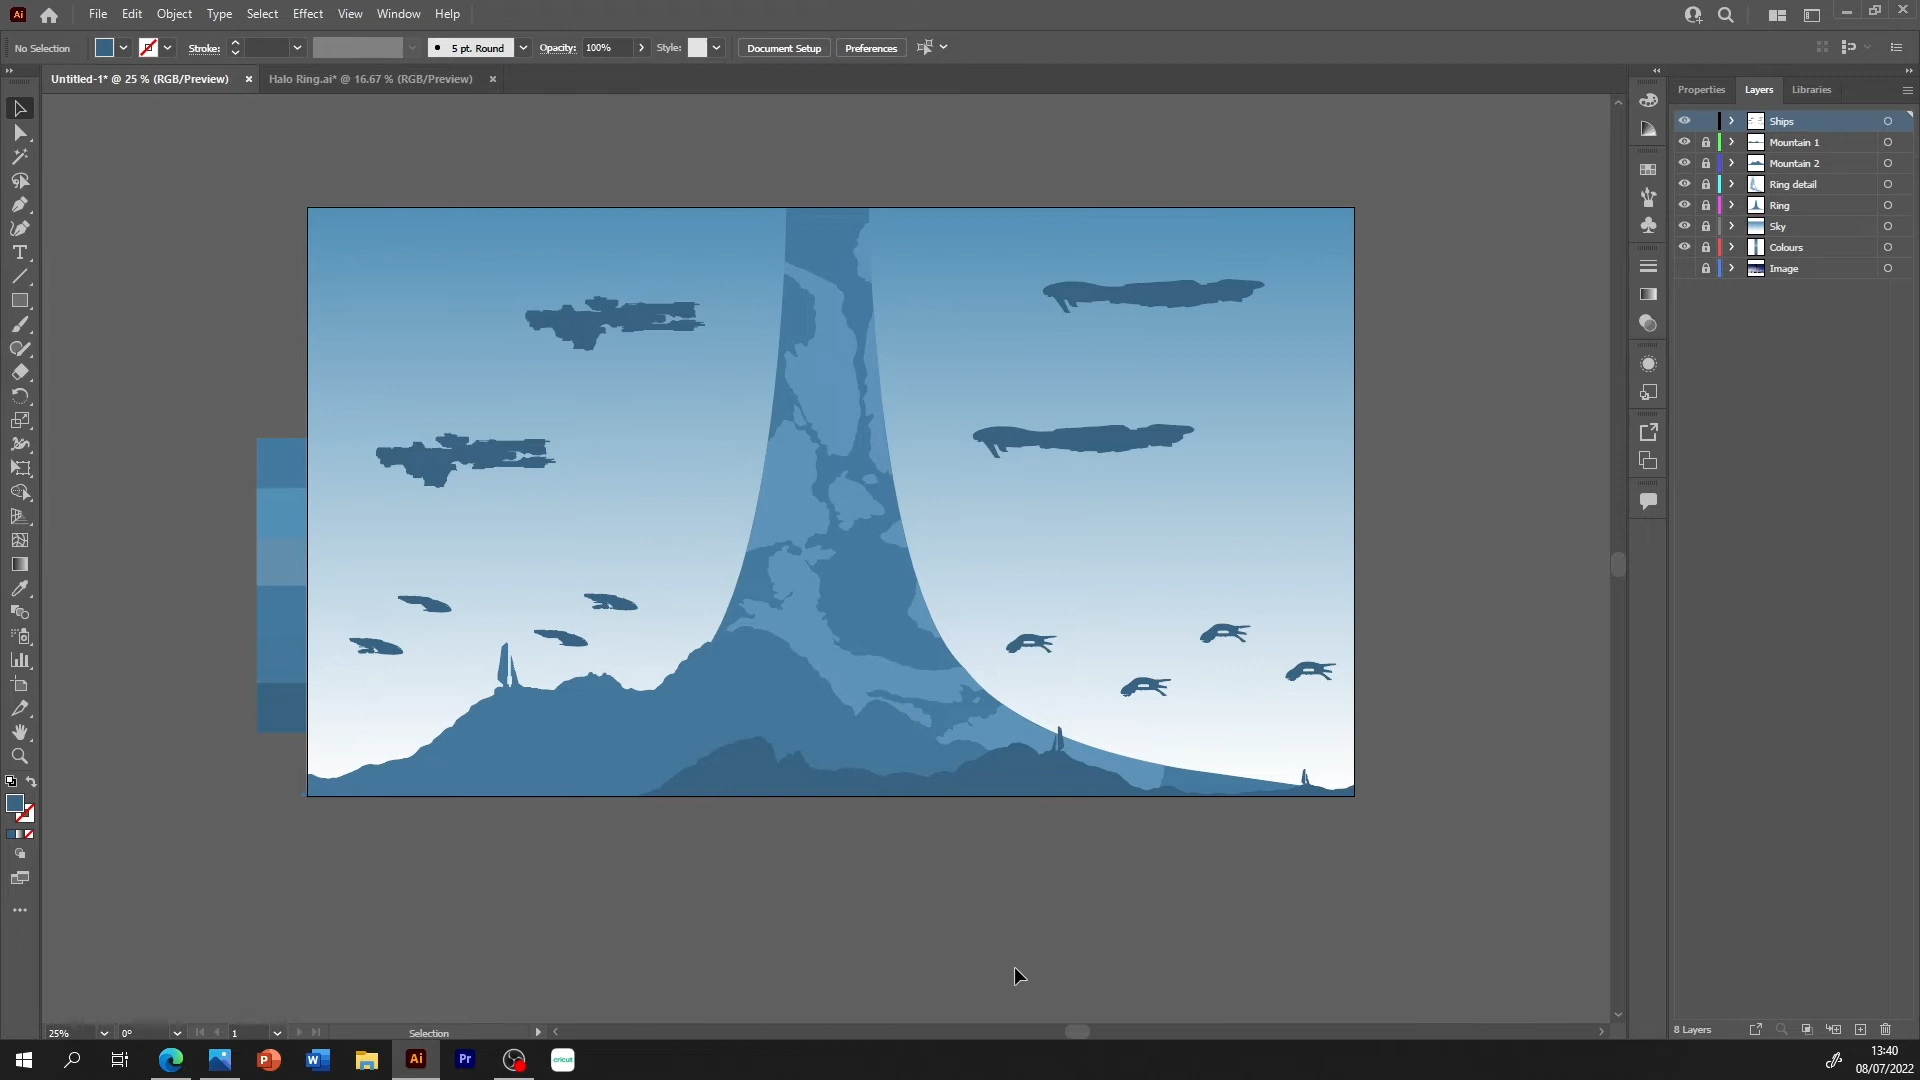 Ai File Edit Object Type Select Effect View Window Help
No Selection Stroke: 5 pt. Round Opacity: 100% Style: Document Setup Preferences
Untitled-1* @ 25 % (RGB/Preview) Halo Ring.ai* @ 16.67 % (RGB/Preview)
Properties Layers Libraries
Ships
Mountain 1
Mountain 2
Ring detail
Ring
Sky
Colours
Image
25% 0° 1 Selection
8 Layers
Ai Pr cricut
13:40
08/07/2022